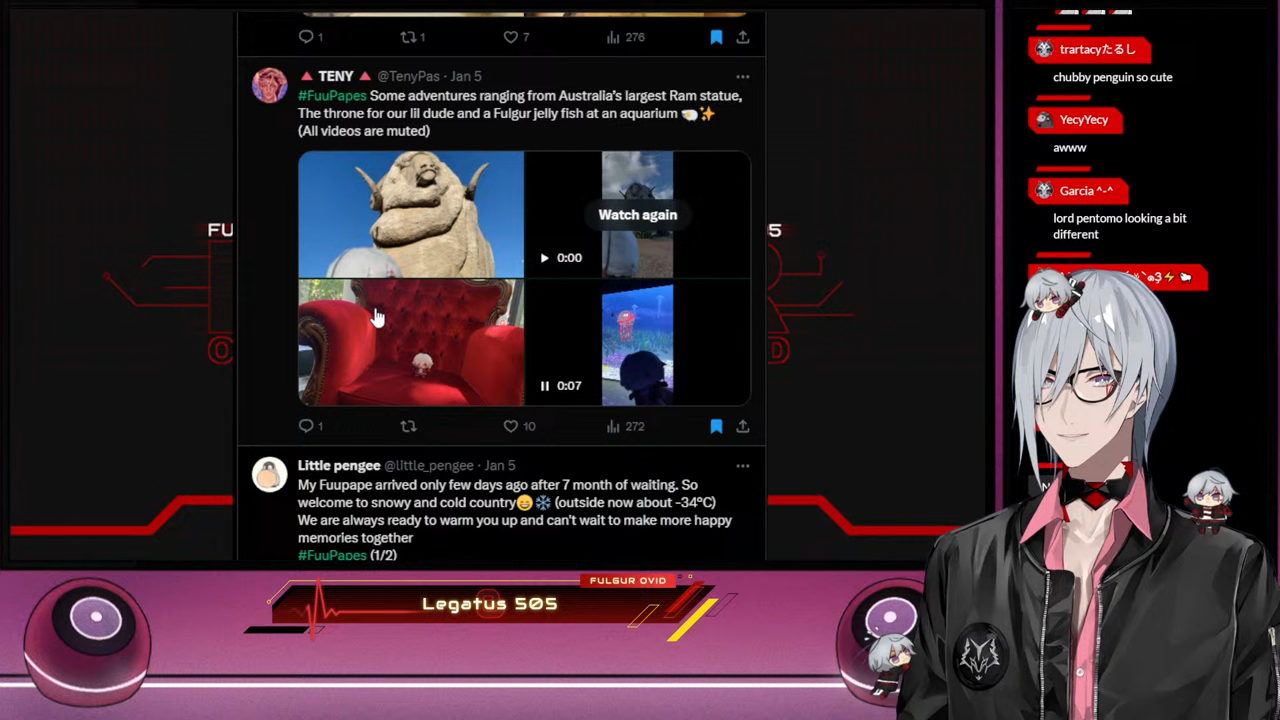 1
1
7
276
TENY @TenyPas · Jan 5
#FuuPapes Some adventures ranging from Australia's largest Ram statue,
The throne for our lil dude and a Fulgur jelly fish at an aquarium
(All videos are muted)
Watch again
0:00
0:07
1
10
272
Little pengee @little_pengee · Jan 5
My Fuupape arrived only few days ago after 7 month of waiting. So
welcome to snowy and cold country (outside now about -34°C)
We are always ready to warm you up and can't wait to make more happy
memories together
#FuuPapes (1/2)
FU
5
O
D
trartacyたるし
chubby penguin so cute
YecyYecy
awww
Garcia ^-^
lord pentomo looking a bit
different
FULGUR OVID
Legatus 505